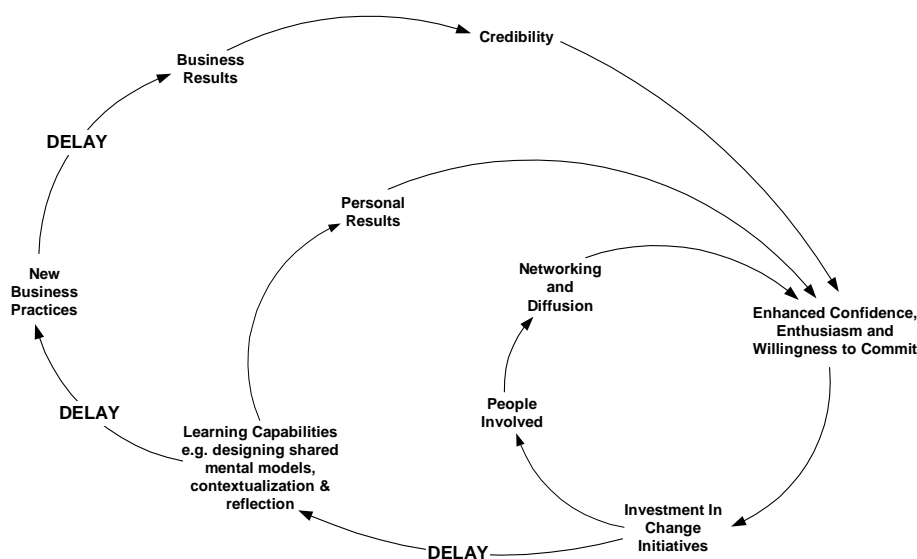 Credibility
Business
Results
DELAY
Personal
Results
Networking
and
Diffusion
New
Business
Practices
Enhanced Confidence,
Enthusiasm and
Willingness to Commit
DELAY
People
Involved
Learning Capabilities
e.g. designing shared
mental models,
contextualization &
reflection
Investment In
Change
Initiatives
DELAY